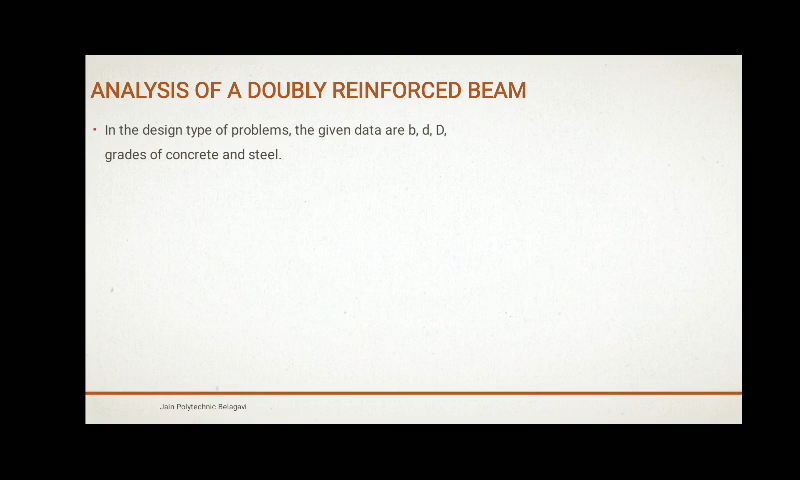 ANALYSIS OF A DOUBLY REINFORCED BEAM
• In the design type of problems, the given data are b, d, D,
grades of concrete and steel.
Jain Polytechnic Belagavi